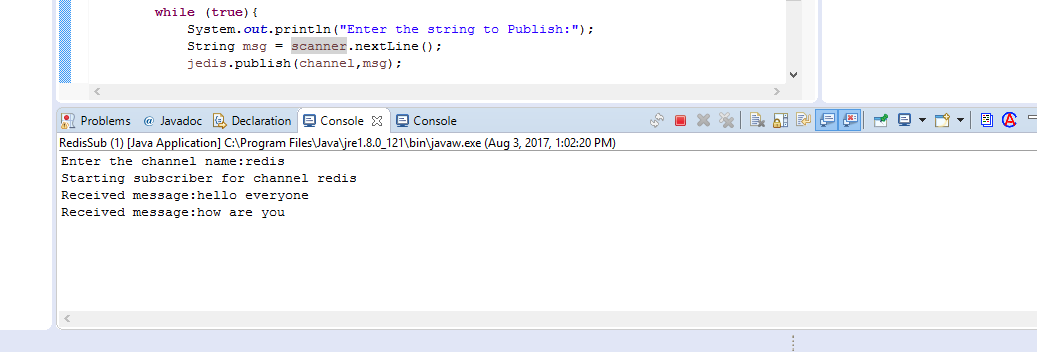 while (true){
System.out.println("Enter the string to Publish:");
String msg = scanner.nextLine();
jedis.publish(channel,msg);
Problems @ Javadoc Declaration Console Console
RedisSub (1) [Java Application] C:\Program Files\Java\jre1.8.0_121\bin\javaw.exe (Aug 3, 2017, 1:02:20 PM)
Enter the channel name:redis
Starting subscriber for channel redis
Received message:hello everyone
Received message:how are you